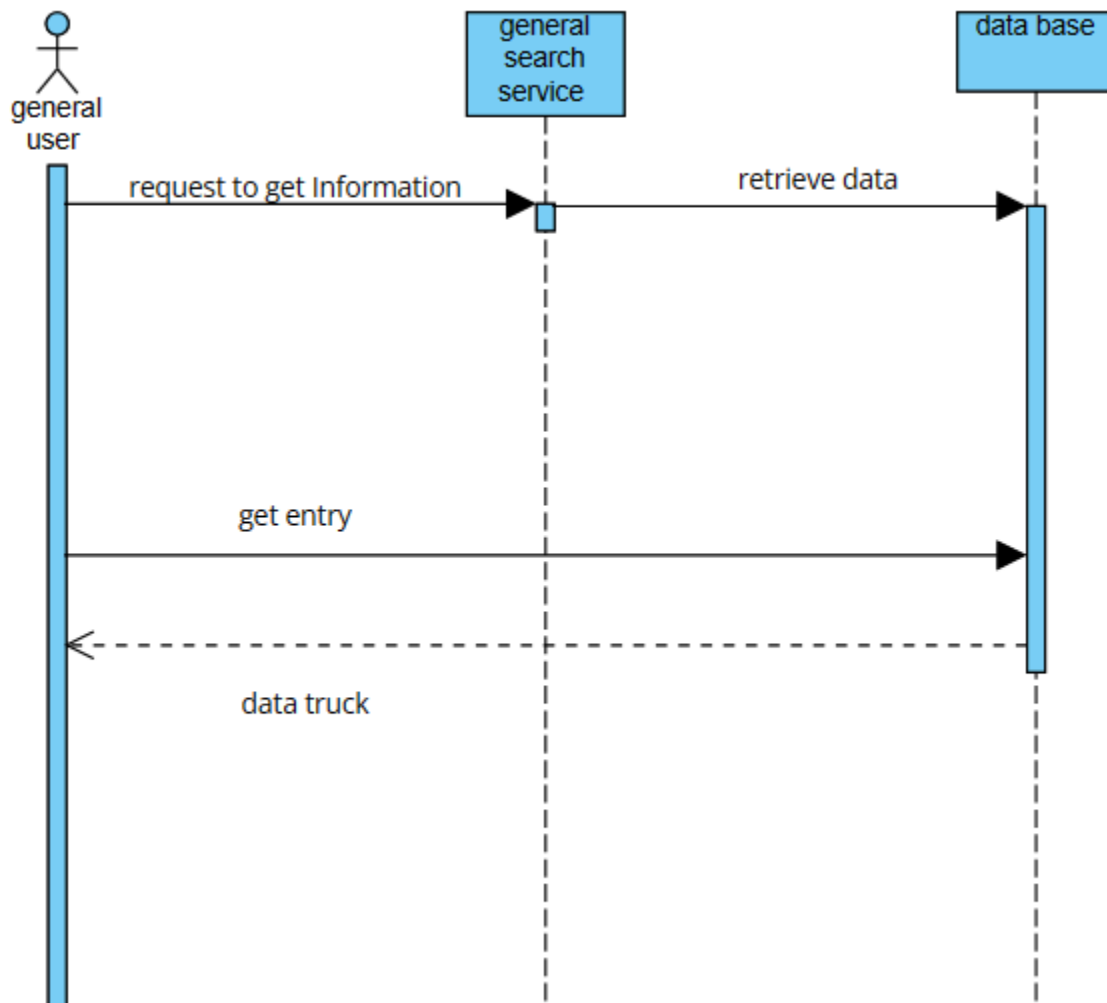 general
user
general
search
service
data base
request to get Information
retrieve data
get entry
data truck